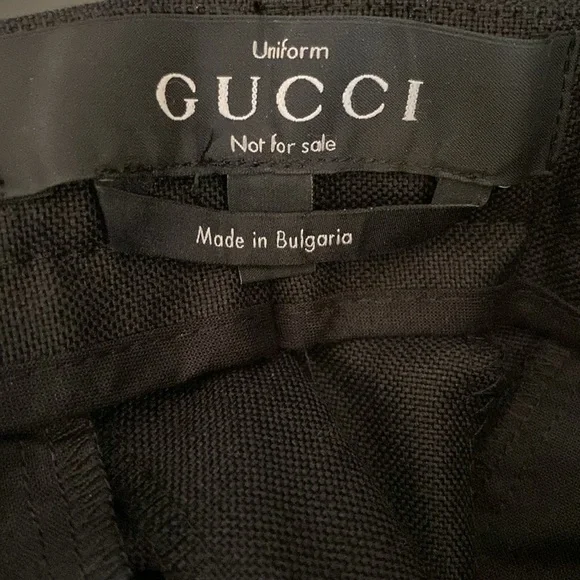 Uniform
GUCCI
Not for sale
Made in Bulgaria